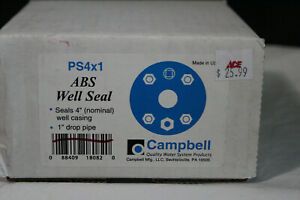 PS4x1
ABS
Well Seal
• Seals 4" (nominal)
well casing
• 1" drop pipe
0 88409 18082 0
Made in
ACE
$ 25.99
Campbell
Quality Water System Products
Campbell Mfg., LLC, Bechtelsville, PA 19505